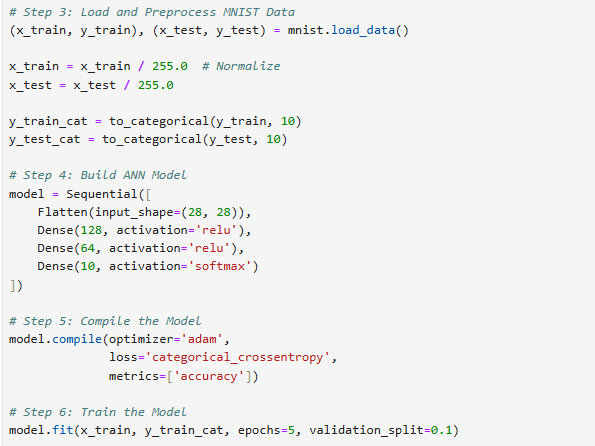 # Step 3: Load and Preprocess MNIST Data
(x_train, y_train), (x_test, y_test) = mnist.load_data()
x_train = x_train / 255.0  # Normalize
x_test = x_test / 255.0
y_train_cat = to_categorical(y_train, 10)
y_test_cat = to_categorical(y_test, 10)
# Step 4: Build ANN Model
model = Sequential([
    Flatten(input_shape=(28, 28)),
    Dense(128, activation='relu'),
    Dense(64, activation='relu'),
    Dense(10, activation='softmax')
])
# Step 5: Compile the Model
model.compile(optimizer='adam',
              loss='categorical_crossentropy',
              metrics=['accuracy'])
# Step 6: Train the Model
model.fit(x_train, y_train_cat, epochs=5, validation_split=0.1)